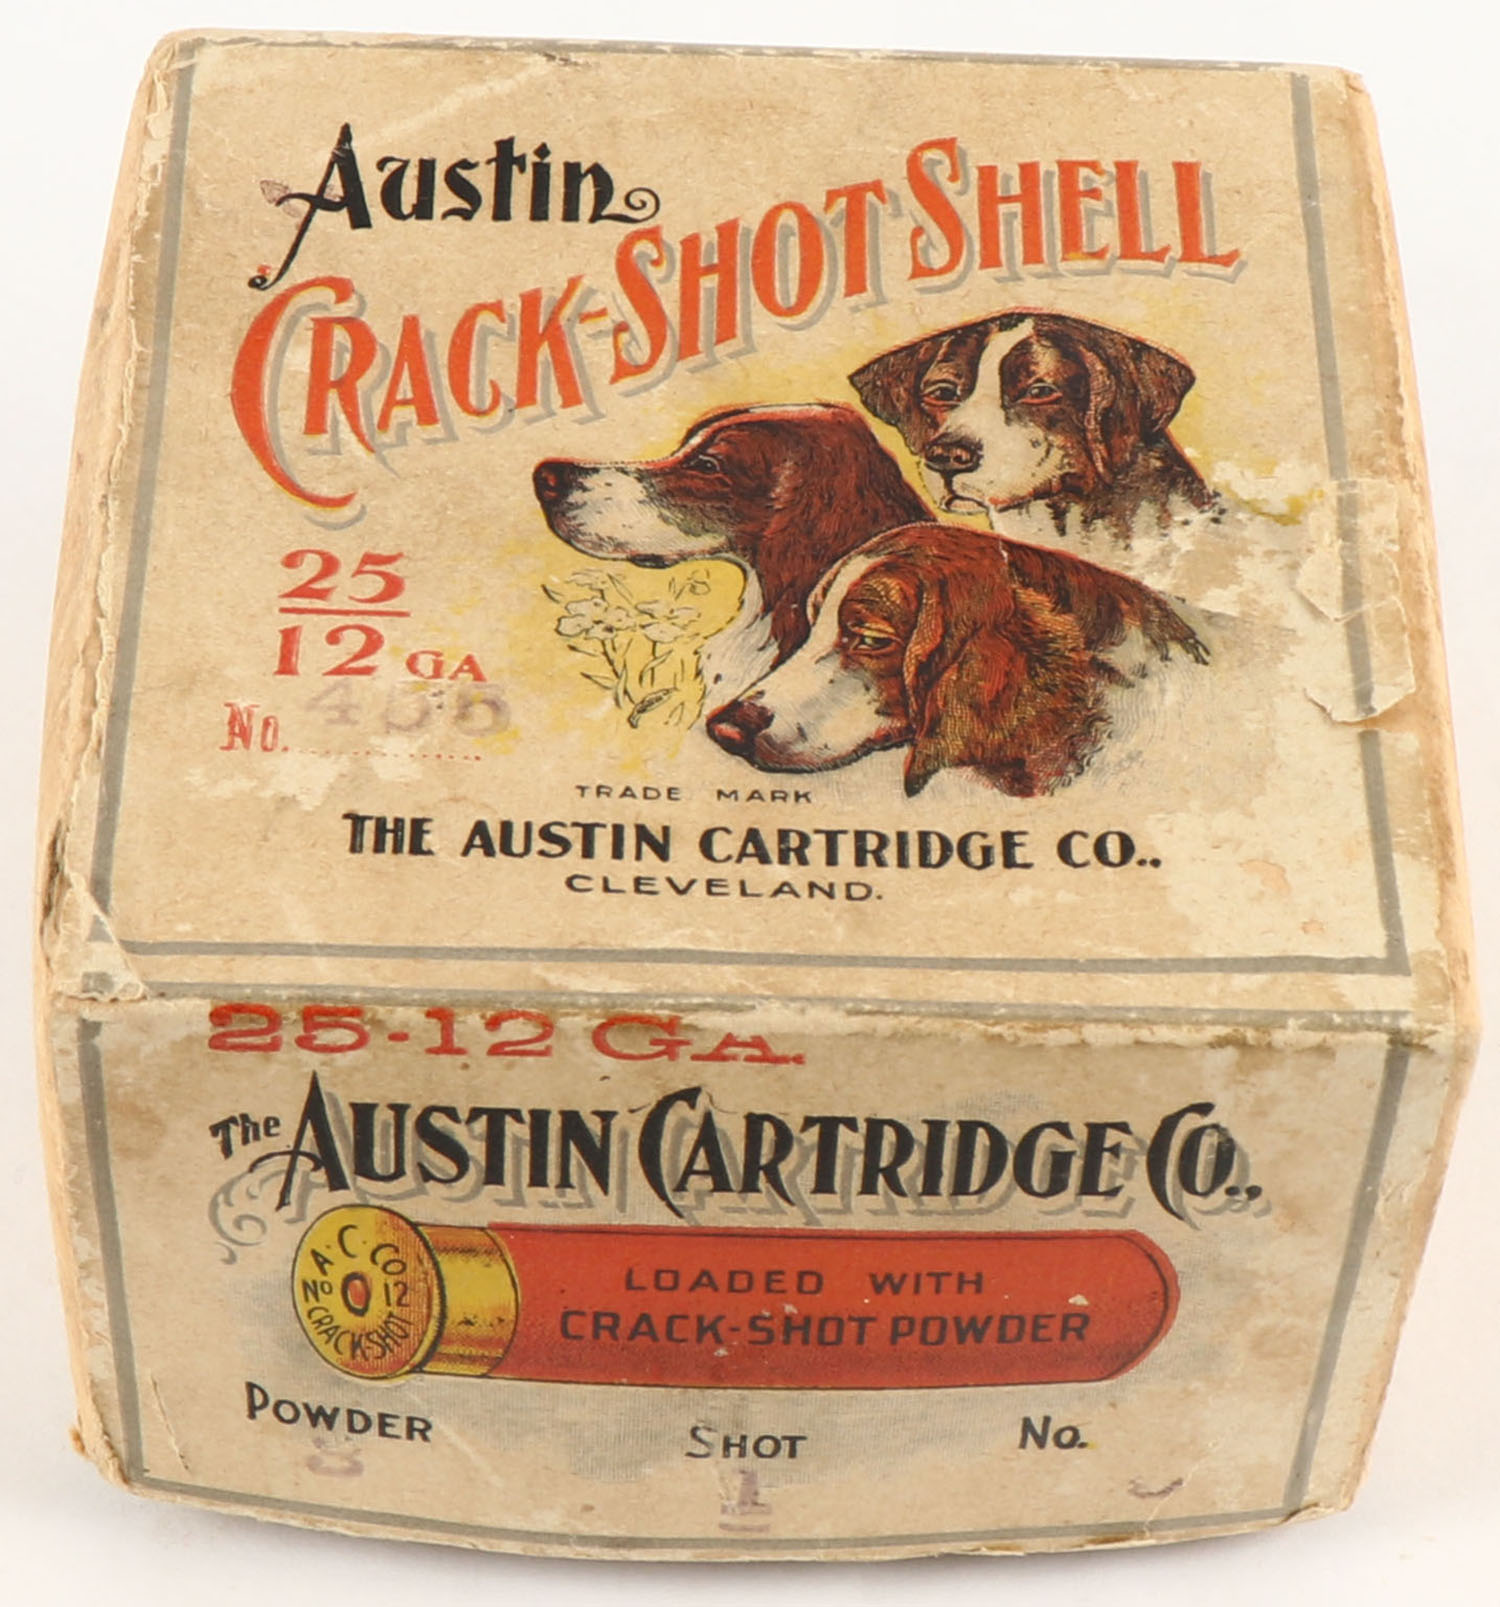 Austin
CRACK-SHOT SHELL
25
12 GA
No. 455
TRADE MARK
THE AUSTIN CARTRIDGE CO..
CLEVELAND.
25-12 GA.
The AUSTIN CARTRIDGE CO.,
A.C.CO
No 12
CRACK-SHOT
LOADED WITH
CRACK-SHOT POWDER
POWDER SHOT No.